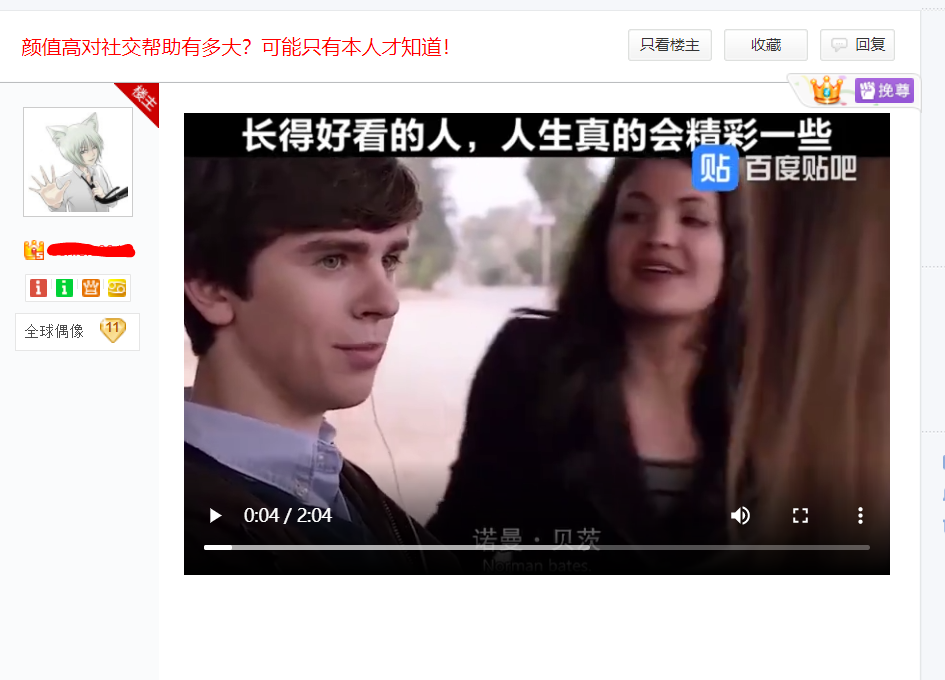 颜值高对社交帮助有多大？可能只有本人才知道！
只看楼主
收藏
回复
挽尊
楼主
长得好看的人，人生真的会精彩一些
贴 百度贴吧
全球偶像 11
0:04 / 2:04
诺曼·贝茨
Norman bates.